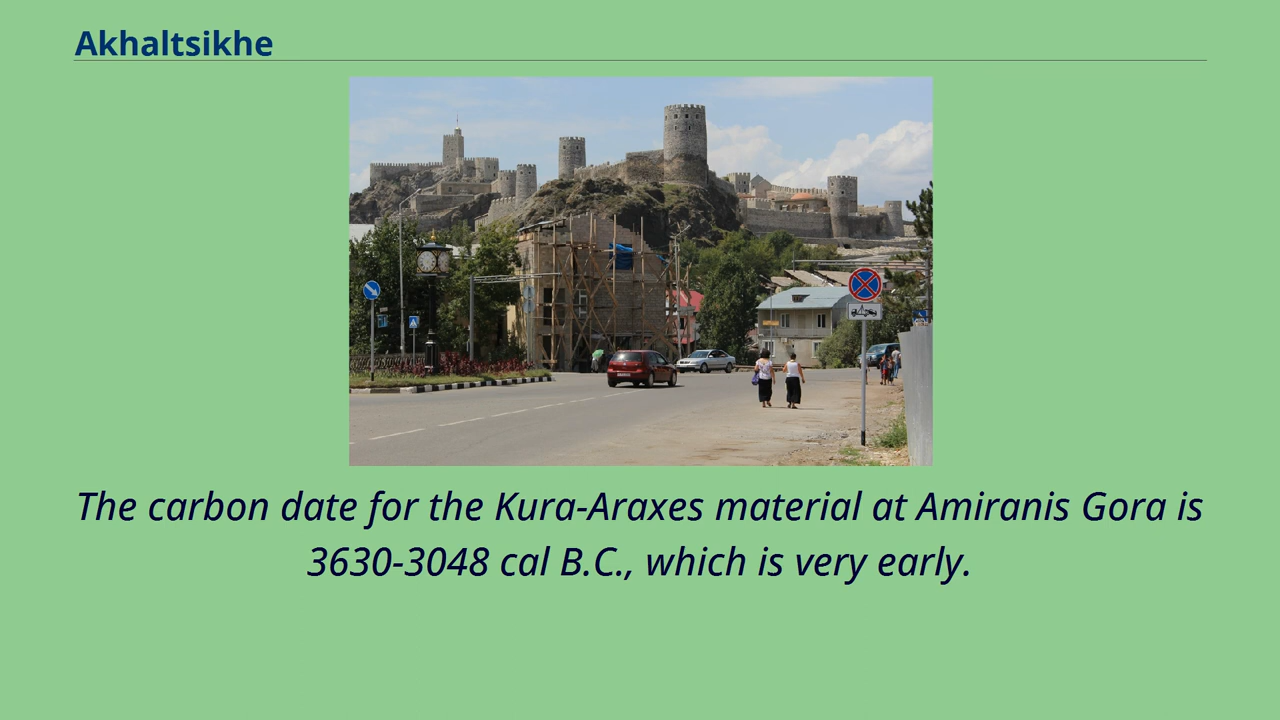 Akhaltsikhe
The carbon date for the Kura-Araxes material at Amiranis Gora is
3630-3048 cal B.C., which is very early.